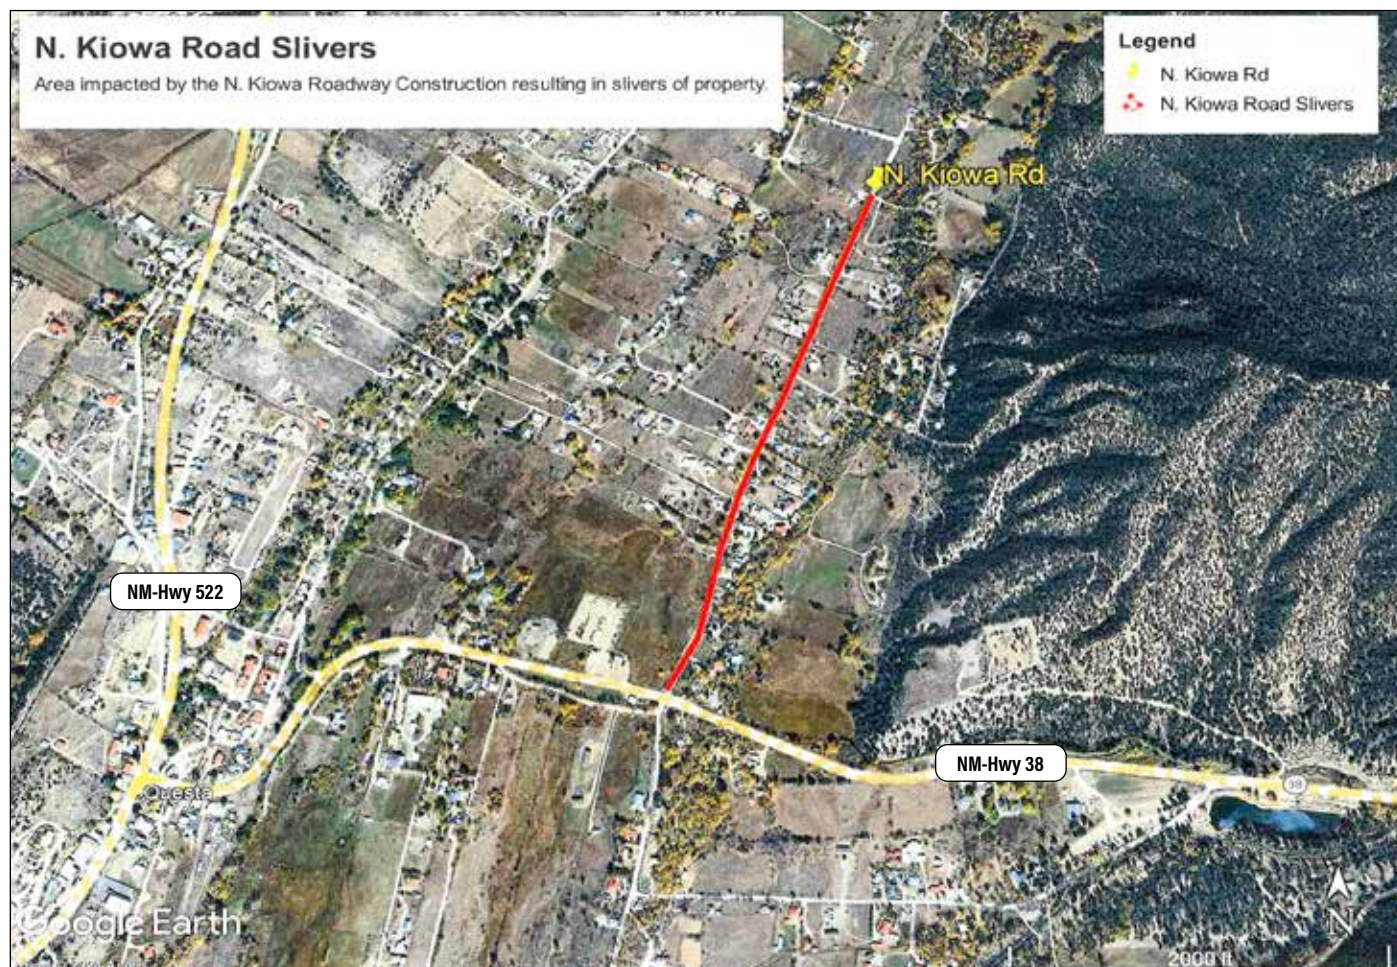 N. Kiowa Road Slivers
Area impacted by the N. Kiowa Roadway Construction resulting in slivers of property.
Legend
N. Kiowa Rd
N. Kiowa Road Slivers
N. Kiowa Rd
NM-Hwy 522
NM-Hwy 38
38
Questa
Google Earth
N
2000 ft